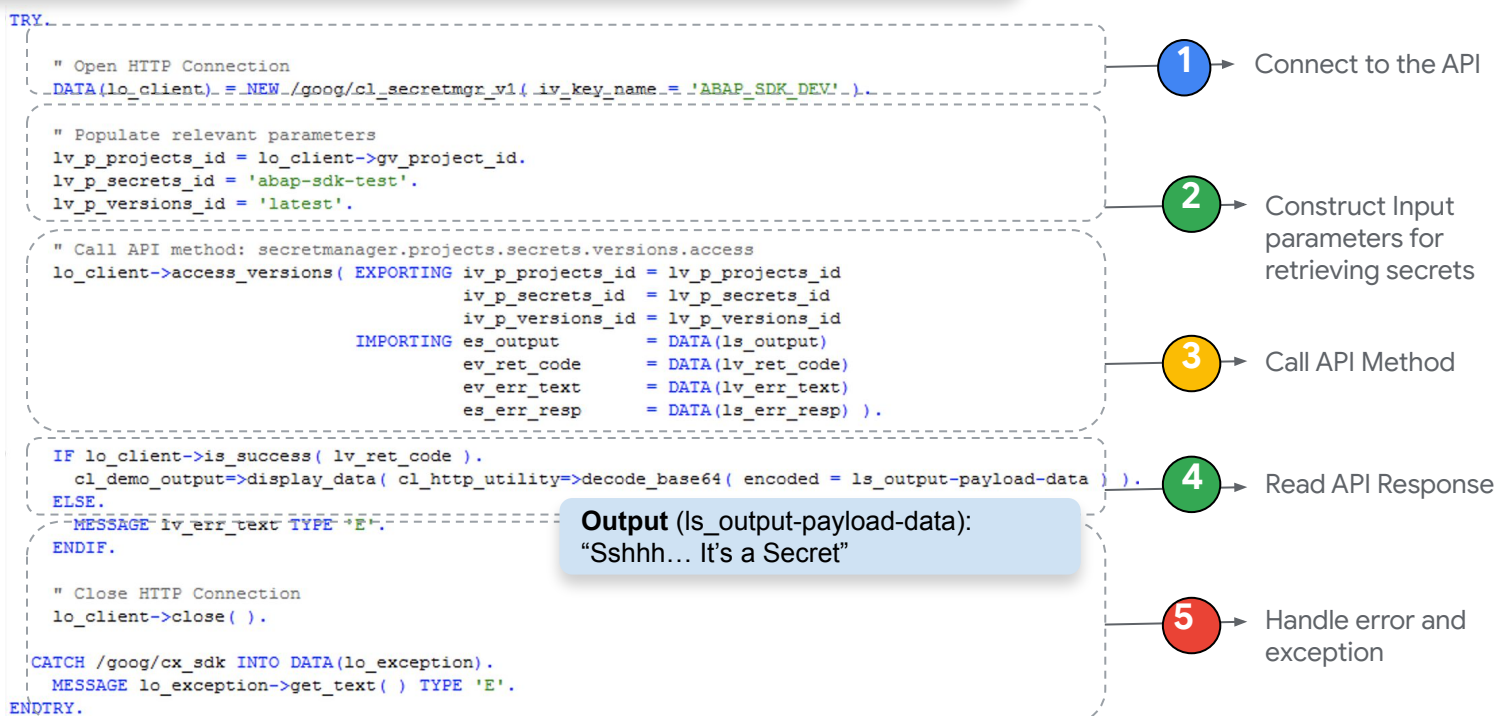 TRY.
" Open HTTP Connection
DATA(lo_client) = NEW /goog/cl_secretmgr_v1( iv_key_name = 'ABAP_SDK_DEV' ).
1
Connect to the API
" Populate relevant parameters
lv_p_projects_id = lo_client->gv_project_id.
lv_p_secrets_id = 'abap-sdk-test'.
lv_p_versions_id = 'latest'.
2
Construct Input
parameters for
retrieving secrets
" Call API method: secretmanager.projects.secrets.versions.access
lo_client->access_versions( EXPORTING iv_p_projects_id = lv_p_projects_id
iv_p_secrets_id = lv_p_secrets_id
iv_p_versions_id = lv_p_versions_id
IMPORTING es_output = DATA(ls_output)
ev_ret_code = DATA(lv_ret_code)
ev_err_text = DATA(lv_err_text)
es_err_resp = DATA(ls_err_resp) ).
3
Call API Method
IF lo_client->is_success( lv_ret_code ).
cl_demo_output=>display_data( cl_http_utility=>decode_base64( encoded = ls_output-payload-data ) ).
ELSE.
MESSAGE lv_err_text TYPE 'E'.
ENDIF.
4
Read API Response
Output (ls_output-payload-data):
“Sshhh… It’s a Secret”
" Close HTTP Connection
lo_client->close( ).
CATCH /goog/cx_sdk INTO DATA(lo_exception).
MESSAGE lo_exception->get_text( ) TYPE 'E'.
ENDTRY.
5
Handle error and
exception